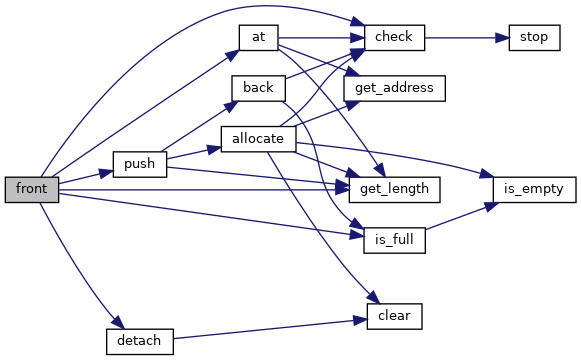 at
check
stop
back
get_address
allocate
push
front
get_length
is_empty
is_full
clear
detach